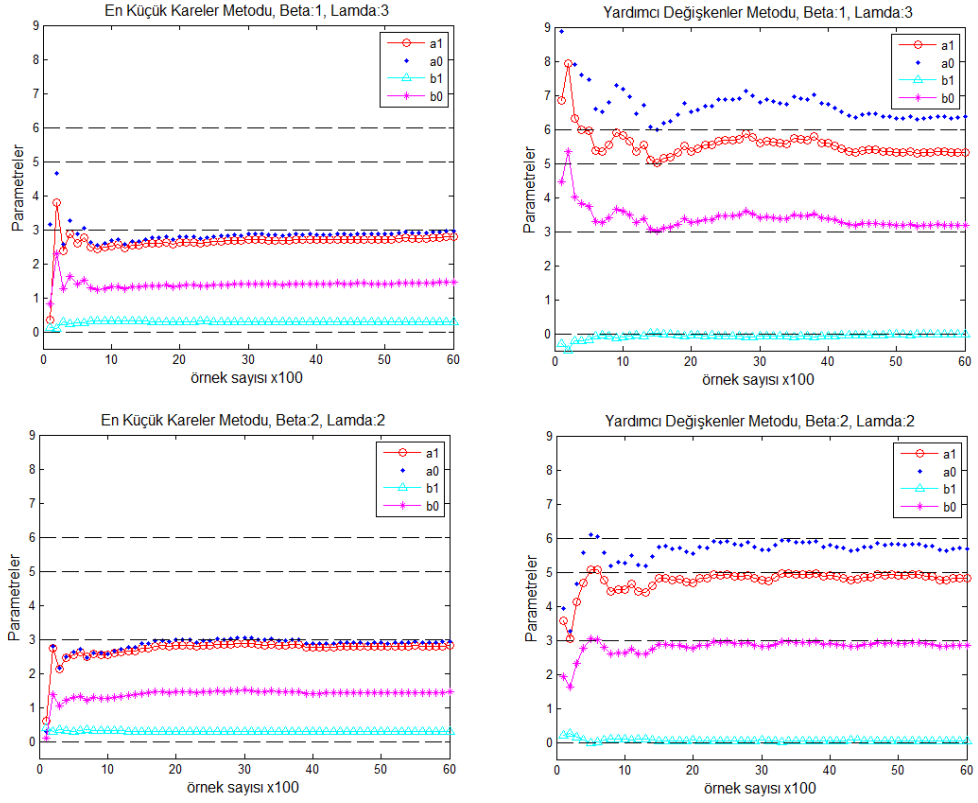 En Küçük Kareler Metodu, Beta:1, Lamda:3
Parametreler
9
8
7
6
5
4
3
2
1
0
a1
a0
b1
b0
0 10 20 30 40 50 60
örnek sayısı x100
Yardımcı Değişkenler Metodu, Beta:1, Lamda:3
Parametreler
9
8
7
6
5
4
3
2
1
0
a1
a0
b1
b0
0 10 20 30 40 50 60
örnek sayısı x100
En Küçük Kareler Metodu, Beta:2, Lamda:2
Parametreler
9
8
7
6
5
4
3
2
1
0
a1
a0
b1
b0
0 10 20 30 40 50 60
örnek sayısı x100
Yardımcı Değişkenler Metodu, Beta:2, Lamda:2
Parametreler
9
8
7
6
5
4
3
2
1
0
a1
a0
b1
b0
0 10 20 30 40 50 60
örnek sayısı x100